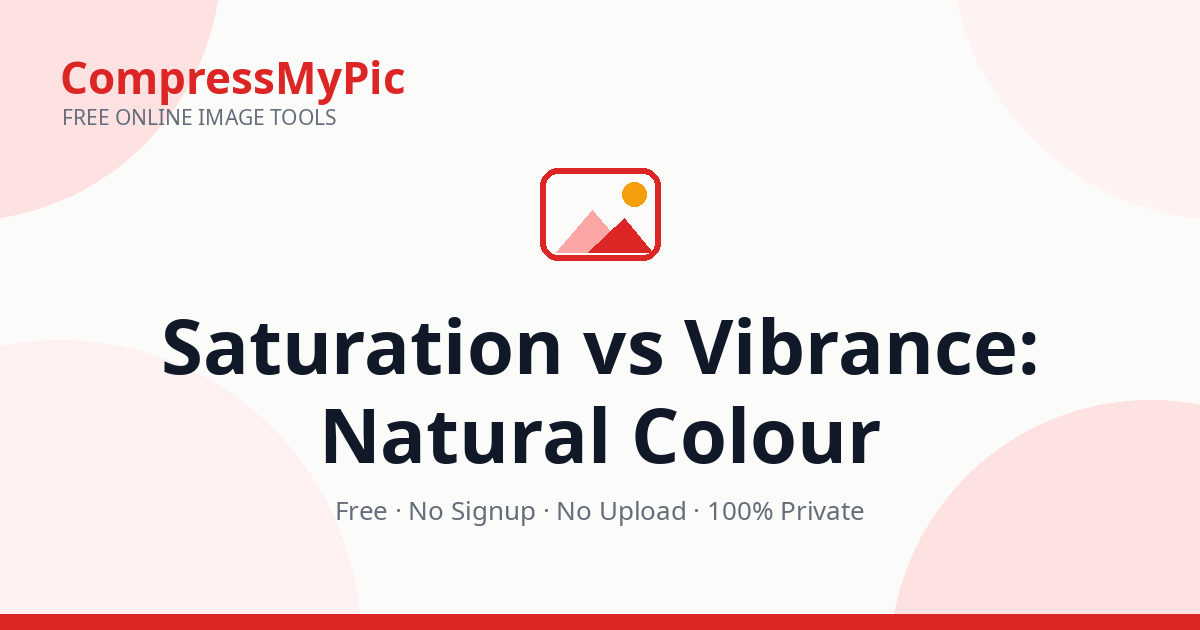 CompressMyPic
FREE ONLINE IMAGE TOOLS
Saturation vs Vibrance:
Natural Colour
Free · No Signup · No Upload · 100% Private